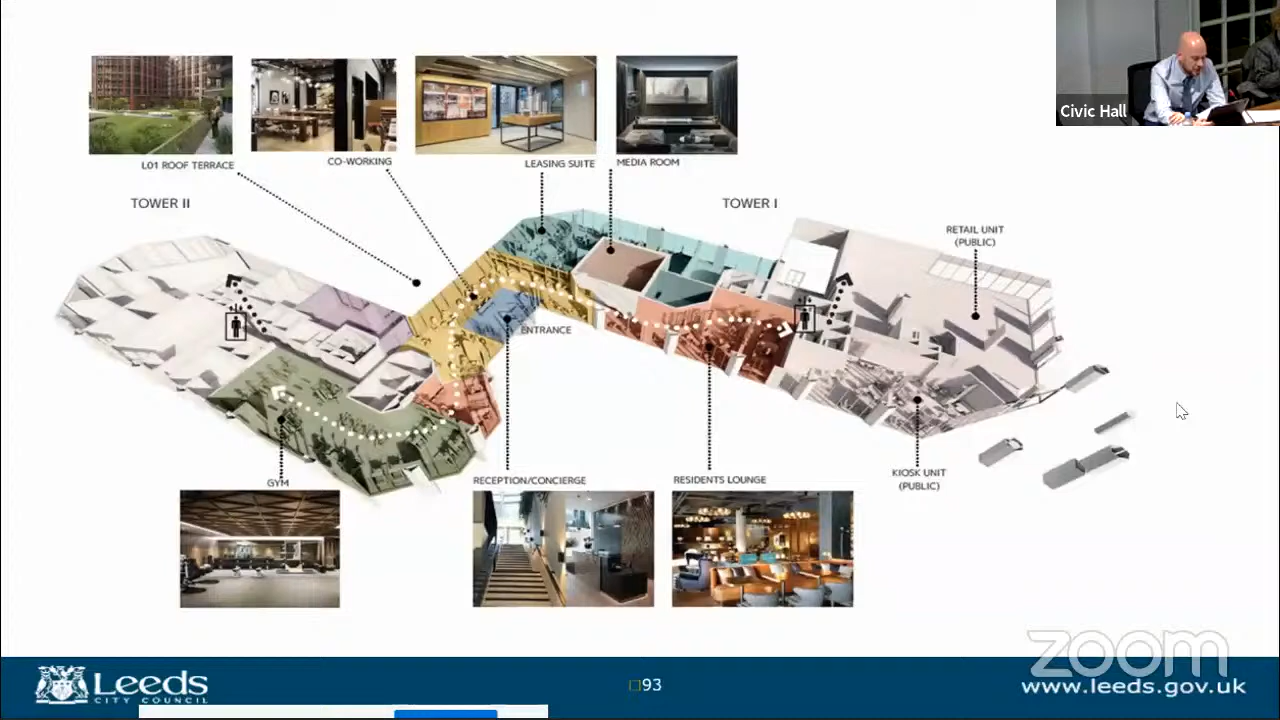 Civic Hall
L01 ROOF TERRACE
CO-WORKING
LEASING SUITE
MEDIA ROOM
TOWER II
TOWER I
RETAIL UNIT
(PUBLIC)
ENTRANCE
GYM
RECEPTION/CONCIERGE
RESIDENTS LOUNGE
KIOSK UNIT
(PUBLIC)
zoom
Leeds
CITY COUNCIL
93
www.leeds.gov.uk